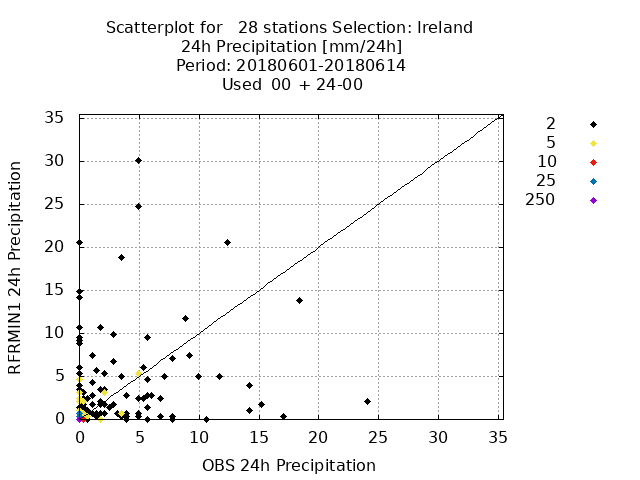 Scatterplot for 28 stations Selection: Ireland
24h Precipitation [mm/24h]
Period: 20180601-20180614
Used 00 + 24-00
RFRMIN1 24h Precipitation
35
30
25
20
15
10
5
0
0 5 10 15 20 25 30 35
OBS 24h Precipitation
2
5
10
25
250